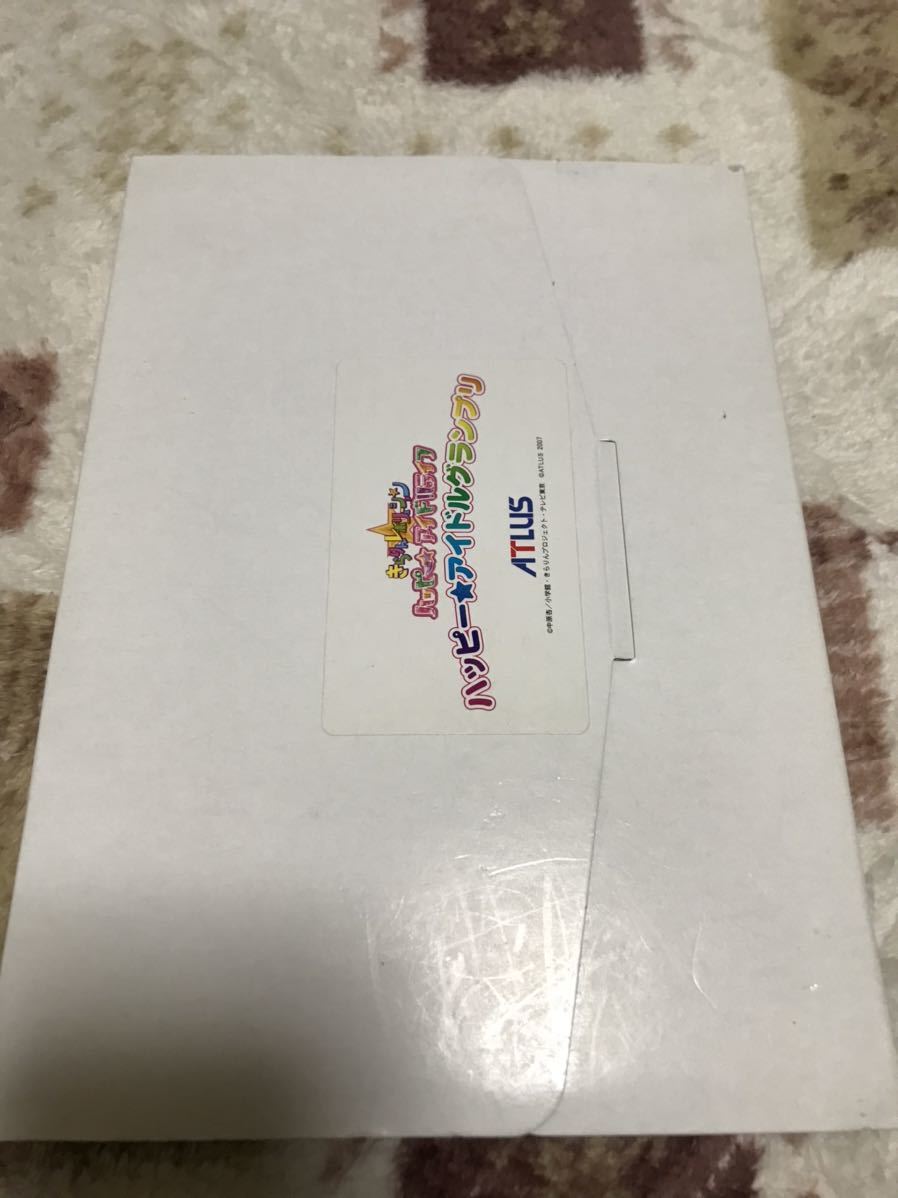 きらりん☆レボリューション
ハッピー★アイドルライフ
ハッピー★アイドルグランプリ
ATLUS
©中原杏／小学館・きらりんプロジェクト・テレビ東京 ©ATLUS 2007